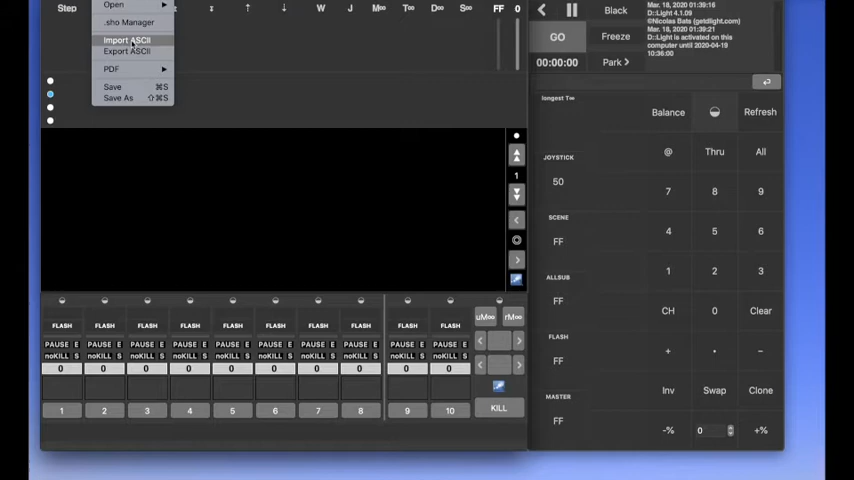 Step W M∞ T∞ D∞ S∞ FF 0
Open
.sho Manager
Import ASCII
Export ASCII
PDF
Save ⌘S
Save As ⇧⌘S
1
FLASH FLASH FLASH FLASH FLASH FLASH FLASH FLASH FLASH FLASH
PAUSE E PAUSE E PAUSE E PAUSE E PAUSE E PAUSE E PAUSE E PAUSE E PAUSE E PAUSE E
noKILL S noKILL S noKILL S noKILL S noKILL S noKILL S noKILL S noKILL S noKILL S noKILL S
0 0 0 0 0 0 0 0 0 0
1 2 3 4 5 6 7 8 9 10
uM∞ rM∞
KILL
Black
GO Freeze
00:00:00 Park >
Mar. 18, 2020 01:39:16
D::Light 4.1.09
©Nicolas Bats (getdlight.com)
Mar. 18, 2020 01:39:21
D::Light is activated on this
computer until 2020-04-19
10:36:00
longest T∞
JOYSTICK
50
SCENE
FF
ALLSUB
FF
FLASH
FF
MASTER
FF
Balance Refresh
@ Thru All
7 8 9
4 5 6
1 2 3
CH 0 Clear
+ . −
Inv Swap Clone
-% 0 +%